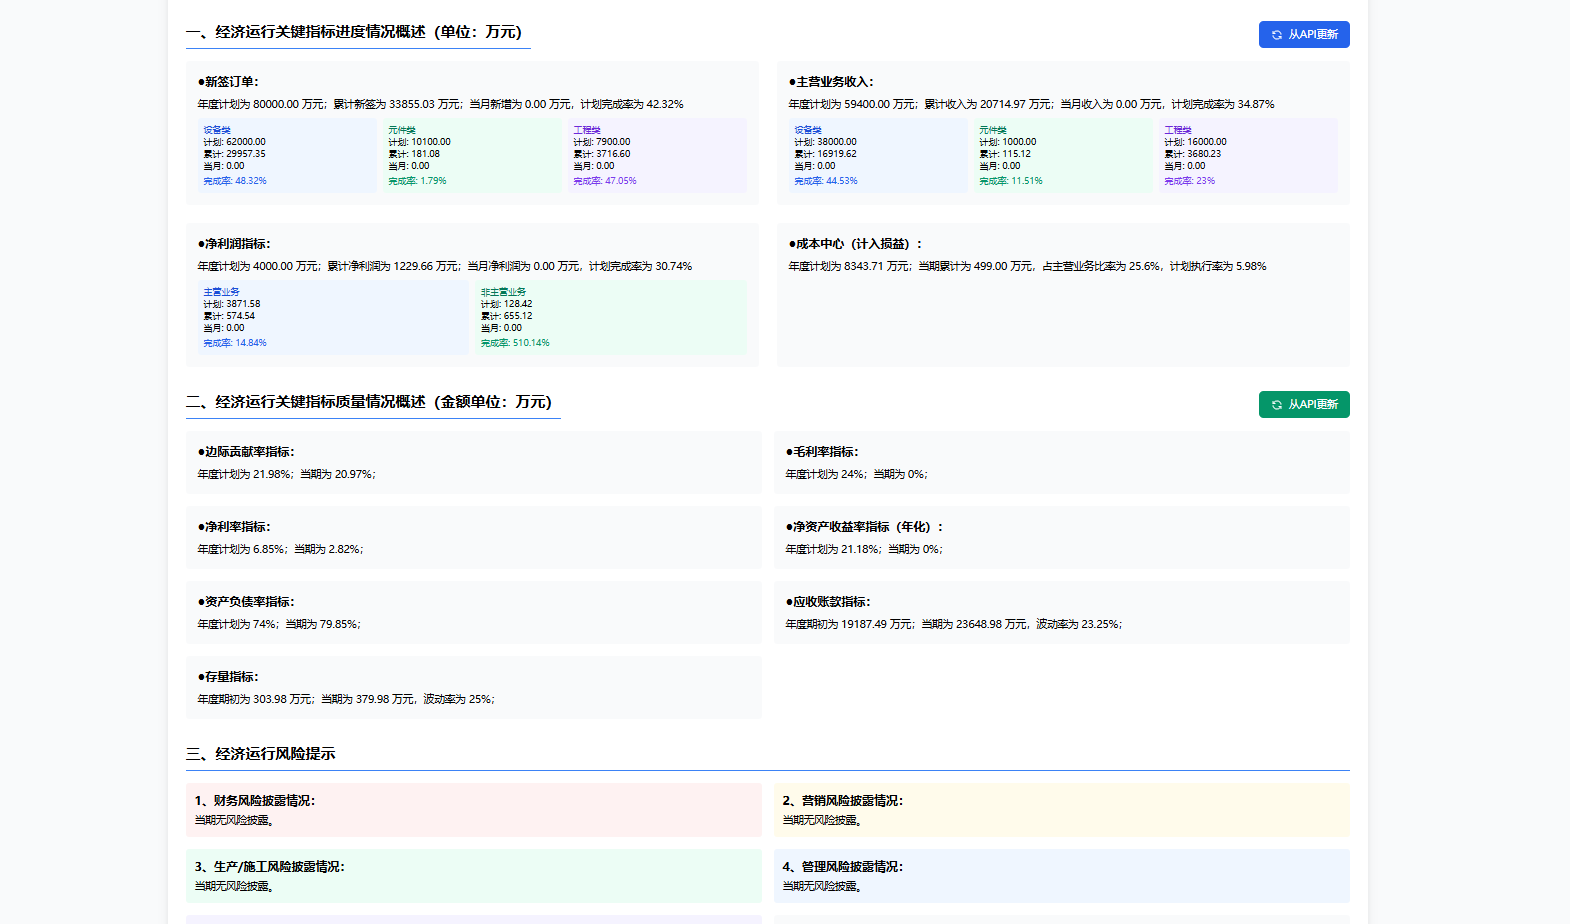 一、经济运行关键指标进度情况概述（单位：万元）
从API更新
●新签订单：
年度计划为 80000.00 万元；累计新签为 33855.03 万元；当月新增为 0.00 万元，计划完成率为 42.32%
设备类
计划: 62000.00
累计: 29957.35
当月: 0.00
完成率: 48.32%
元件类
计划: 10100.00
累计: 181.08
当月: 0.00
完成率: 1.79%
工程类
计划: 7900.00
累计: 3716.60
当月: 0.00
完成率: 47.05%
●主营业务收入：
年度计划为 59400.00 万元；累计收入为 20714.97 万元；当月收入为 0.00 万元，计划完成率为 34.87%
设备类
计划: 38000.00
累计: 16919.62
当月: 0.00
完成率: 44.53%
元件类
计划: 1000.00
累计: 115.12
当月: 0.00
完成率: 11.51%
工程类
计划: 16000.00
累计: 3680.23
当月: 0.00
完成率: 23%
●净利润指标：
年度计划为 4000.00 万元；累计净利润为 1229.66 万元；当月净利润为 0.00 万元，计划完成率为 30.74%
主营业务
计划: 3871.58
累计: 574.54
当月: 0.00
完成率: 14.84%
非主营业务
计划: 128.42
累计: 655.12
当月: 0.00
完成率: 510.14%
●成本中心（计入损益）：
年度计划为 8343.71 万元；当期累计为 499.00 万元，占主营业务比率为 25.6%，计划执行率为 5.98%
二、经济运行关键指标质量情况概述（金额单位：万元）
从API更新
●边际贡献率指标：
年度计划为 21.98%；当期为 20.97%；
●毛利率指标：
年度计划为 24%；当期为 0%；
●净利率指标：
年度计划为 6.85%；当期为 2.82%；
●净资产收益率指标（年化）：
年度计划为 21.18%；当期为 0%；
●资产负债率指标：
年度计划为 74%；当期为 79.85%；
●应收账款指标：
年度期初为 19187.49 万元；当期为 23648.98 万元，波动率为 23.25%；
●存量指标：
年度期初为 303.98 万元；当期为 379.98 万元，波动率为 25%；
三、经济运行风险提示
1、财务风险披露情况：
当期无风险披露。
2、营销风险披露情况：
当期无风险披露。
3、生产/施工风险披露情况：
当期无风险披露。
4、管理风险披露情况：
当期无风险披露。